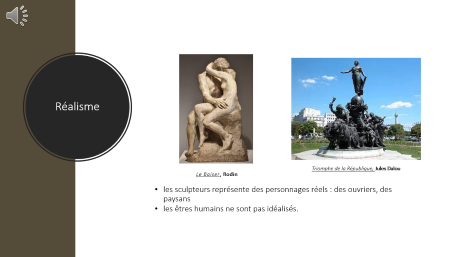 Réalisme
Le Baiser, Rodin
Triomphe de la République, Jules Dalou
• les sculpteurs représente des personnages réels : des ouvriers, des
paysans
• les êtres humains ne sont pas idéalisés.